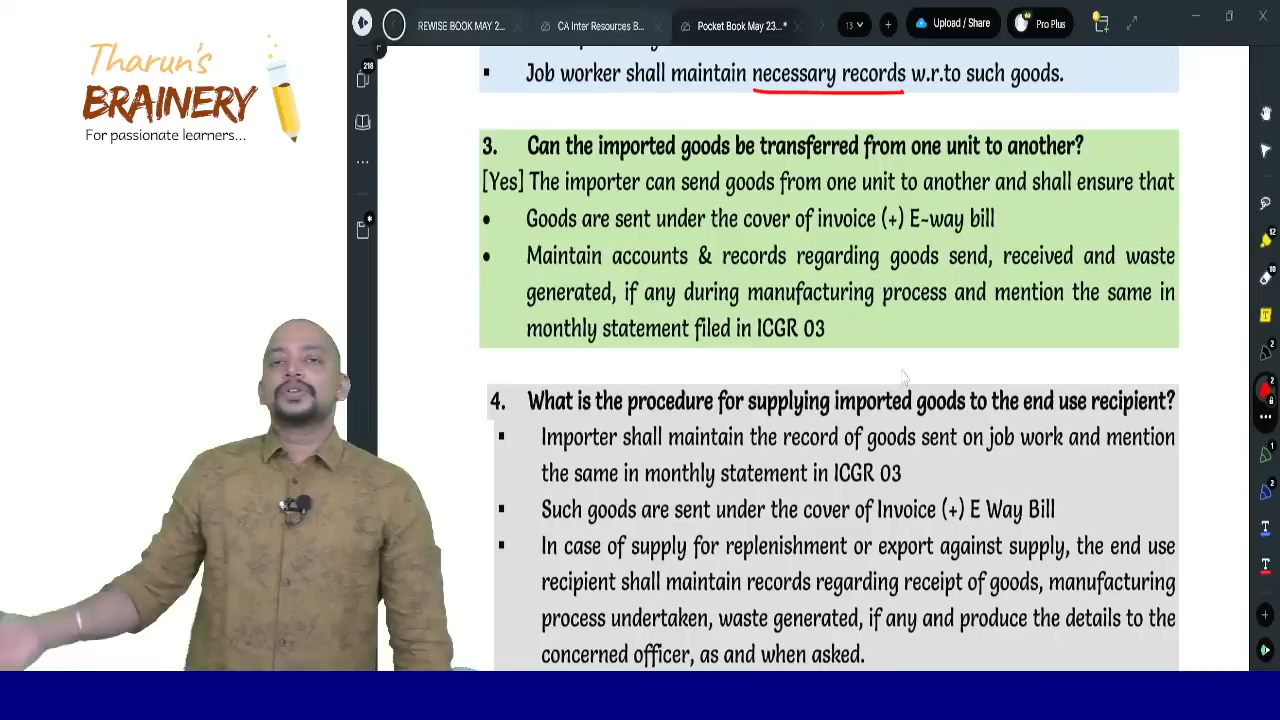 Tharun's
BRAINERY
For passionate learners...
REWISE BOOK MAY 2...
CA Inter Resources B...
Pocket Book May 23...*
13
Upload / Share
Pro Plus
218
Job worker shall maintain necessary records w.r.to such goods.
3. Can the imported goods be transferred from one unit to another?
[Yes] The importer can send goods from one unit to another and shall ensure that
• Goods are sent under the cover of invoice (+) E-way bill
• Maintain accounts & records regarding goods send, received and waste
generated, if any during manufacturing process and mention the same in
monthly statement filed in ICGR 03
4. What is the procedure for supplying imported goods to the end use recipient?
▪ Importer shall maintain the record of goods sent on job work and mention
the same in monthly statement in ICGR 03
▪ Such goods are sent under the cover of Invoice (+) E Way Bill
▪ In case of supply for replenishment or export against supply, the end use
recipient shall maintain records regarding receipt of goods, manufacturing
process undertaken, waste generated, if any and produce the details to the
concerned officer, as and when asked.